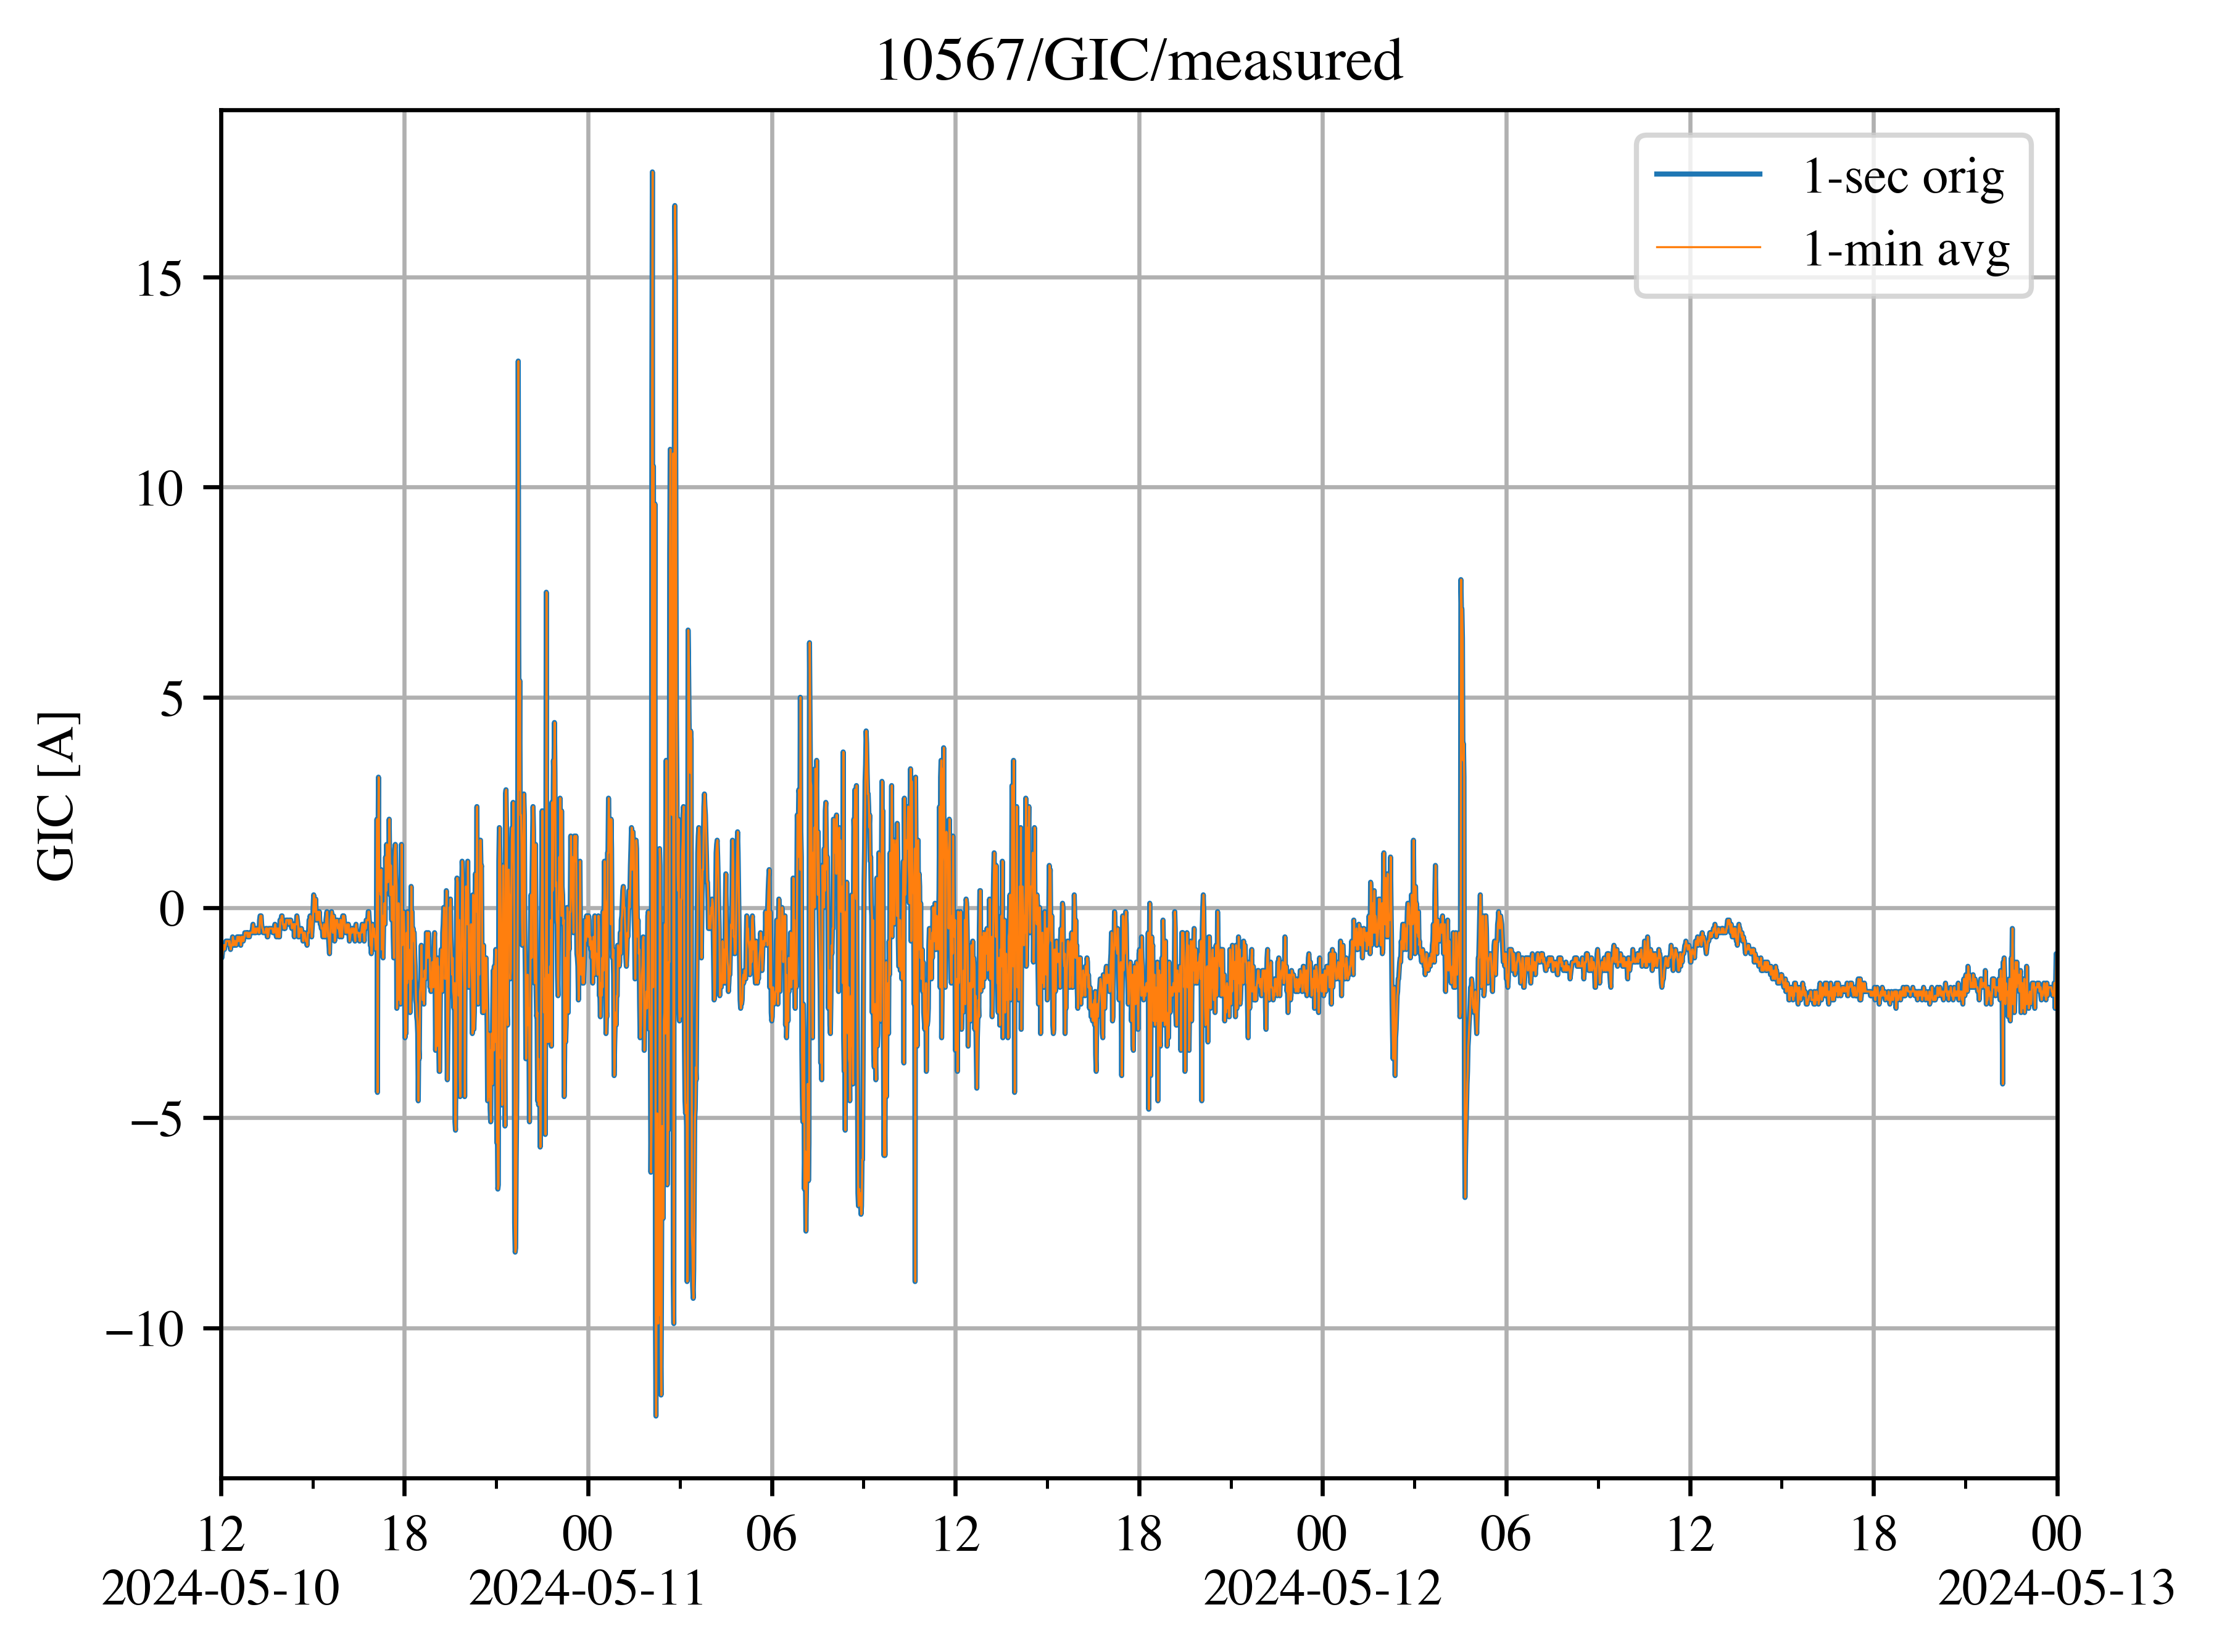 10567/GIC/measured
1-sec orig
1-min avg
GIC [A]
15
10
5
0
−5
−10
12 18 00 06 12 18 00 06 12 18 00
2024-05-10 2024-05-11 2024-05-12 2024-05-13